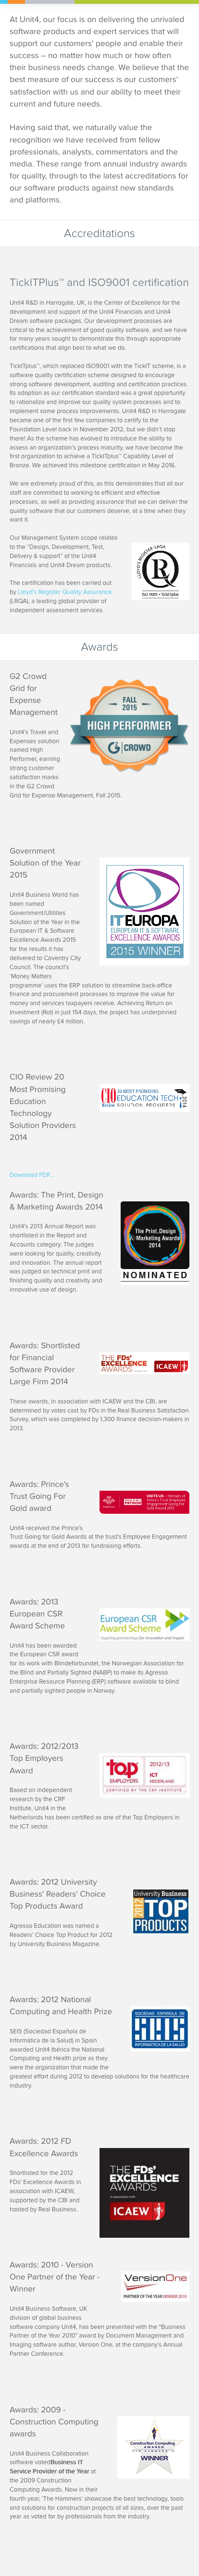 At Unit4, our focus is on delivering the unrivaled
software products and expert services that will
support our customers' people and enable their
success – no matter how much or how often
their business needs change. We believe that the
best measure of our success is our customers'
satisfaction with us and our ability to meet their
current and future needs.
Having said that, we naturally value the
recognition we have received from fellow
professionals, analysts, commentators and the
media. These range from annual industry awards
for quality, through to the latest accreditations for
our software products against new standards
and platforms.
Accreditations
TickITPlus™ and ISO9001 certification
Unit4 R&D in Harrogate, UK, is the Center of Excellence for the
development and support of the Unit4 Financials and Unit4
Dream software packages. Our development processes are
critical to the achievement of good quality software, and we have
for many years sought to demonstrate this through appropriate
certifications that align best to what we do.
TickITPlus™, which replaced ISO9001 with the TickIT scheme, is a
software quality certification scheme designed to encourage
strong software development, auditing and certification practices.
Its adoption as our certification standard was a great opportunity
to rationalize and improve our quality system processes and to
implement some process improvements. Unit4 R&D in Harrogate
became one of the first few companies to certify to the
Foundation Level back in November 2012, but we didn't stop
there! As the scheme has evolved to introduce the ability to
assess an organization's process maturity, we have become the
first organization to achieve a TickITPlus™ Capability Level of
Bronze. We achieved this milestone certification in May 2016.
We are extremely proud of this, as this demonstrates that all our
staff are committed to working to efficient and effective
processes, as well as providing assurance that we can deliver the
quality software that our customers deserve, at a time when they
want it.
Our Management System scope relates
to the "Design, Development, Test,
Delivery & support" of the Unit4
Financials and Unit4 Dream products.
The certification has been carried out
by Lloyd's Register Quality Assurance
(LRQA), a leading global provider of
independent assessment services.
LLOYD'S REGISTER LRQA
R
ISO 9001 • TickITplus
Awards
G2 Crowd
Grid for
Expense
Management
Unit4's Travel and
Expenses solution
named High
Performer, earning
strong customer
satisfaction marks
in the G2 Crowd
Grid for Expense Management, Fall 2015.
FALL
2015
HIGH PERFORMER
G2 CROWD
Government
Solution of the Year
2015
Unit4 Business World has
been named
Government/Utilities
Solution of the Year in the
European IT & Software
Excellence Awards 2015
for the results it has
delivered to Coventry City
Council. The council's
'Money Matters
programme' uses the ERP solution to streamline back-office
finance and procurement processes to improve the value for
money and services taxpayers receive. Achieving Return on
Investment (RoI) in just 154 days, the project has underpinned
savings of nearly £4 million.
ITEUROPA
EUROPEAN IT & SOFTWARE
EXCELLENCE AWARDS
2015 WINNER
CIO Review 20
Most Promising
Education
Technology
Solution Providers
2014
CIO
20 MOST PROMISING
EDUCATION TECH
SOLUTION PROVIDERS
2014
Download PDF...
Awards: The Print, Design
& Marketing Awards 2014
Unit4's 2013 Annual Report was
shortlisted in the Report and
Accounts category. The judges
were looking for quality, creativity
and innovation. The annual report
was judged on technical print and
finishing quality and creativity and
innovative use of design.
The Print, Design
& Marketing Awards
2014
NOMINATED
Awards: Shortlisted
for Financial
Software Provider
Large Firm 2014
THE FDs'
EXCELLENCE
AWARDS
ICAEW
These awards, in association with ICAEW and the CBI, are
determined by votes cast by FDs in the Real Business Satisfaction
Survey, which was completed by 1,300 finance decision-makers in
2013.
Awards: Prince's
Trust Going For
Gold award
UNIT4 UK - Winners of
Prince's Trust Employee
Engagement Going for
Gold Award 2013
Unit4 received the Prince's
Trust Going for Gold Awards at the trust's Employee Engagement
awards at the end of 2013 for fundraising efforts.
Awards: 2013
European CSR
Award Scheme
European CSR
Award Scheme
Inspiring partnerships for innovation and impact
Unit4 has been awarded
the European CSR award
for its work with Blindeforbundet, the Norwegian Association for
the Blind and Partially Sighted (NABP) to make its Agresso
Enterprise Resource Planning (ERP) software available to blind
and partially sighted people in Norway.
Awards: 2012/2013
Top Employers
Award
top
EMPLOYERS
2012/13
ICT
NEDERLAND
CERTIFIED BY THE CRF INSTITUTE
Based on independent
research by the CRF
Institute, Unit4 in the
Netherlands has been certified as one of the Top Employers in
the ICT sector.
Awards: 2012 University
Business' Readers' Choice
Top Products Award
Agresso Education was named a
Readers' Choice Top Product for 2012
by University Business Magazine.
University Business
2012
TOP
PRODUCTS
Awards: 2012 National
Computing and Health Prize
SEIS (Sociedad Española de
Informática de la Salud) in Spain
awarded Unit4 Ibérica the National
Computing and Health prize as they
were the organization that made the
greatest effort during 2012 to develop solutions for the healthcare
industry.
SOCIEDAD ESPAÑOLA DE
SEIS
INFORMÁTICA DE LA SALUD
Awards: 2012 FD
Excellence Awards
Shortlisted for the 2012
FDs' Excellence Awards in
association with ICAEW,
supported by the CBI and
hosted by Real Business.
THE FDs'
EXCELLENCE
AWARDS
in association with
ICAEW
Awards: 2010 - Version
One Partner of the Year -
Winner
VersionOne
PARTNER OF THE YEAR WINNER 2010
Unit4 Business Software, UK
division of global business
software company Unit4, has been presented with the "Business
Partner of the Year 2010" award by Document Management and
Imaging software author, Version One, at the company's Annual
Partner Conference.
Awards: 2009 -
Construction Computing
awards
Unit4 Business Collaboration
software votedBusiness IT
Service Provider of the Year at
the 2009 Construction
Computing Awards. Now in their
fourth year, 'The Hammers' showcase the best technology, tools
and solutions for construction projects of all sizes, over the past
year as voted for by professionals from the industry.
Construction Computing
AWARDS
WINNER